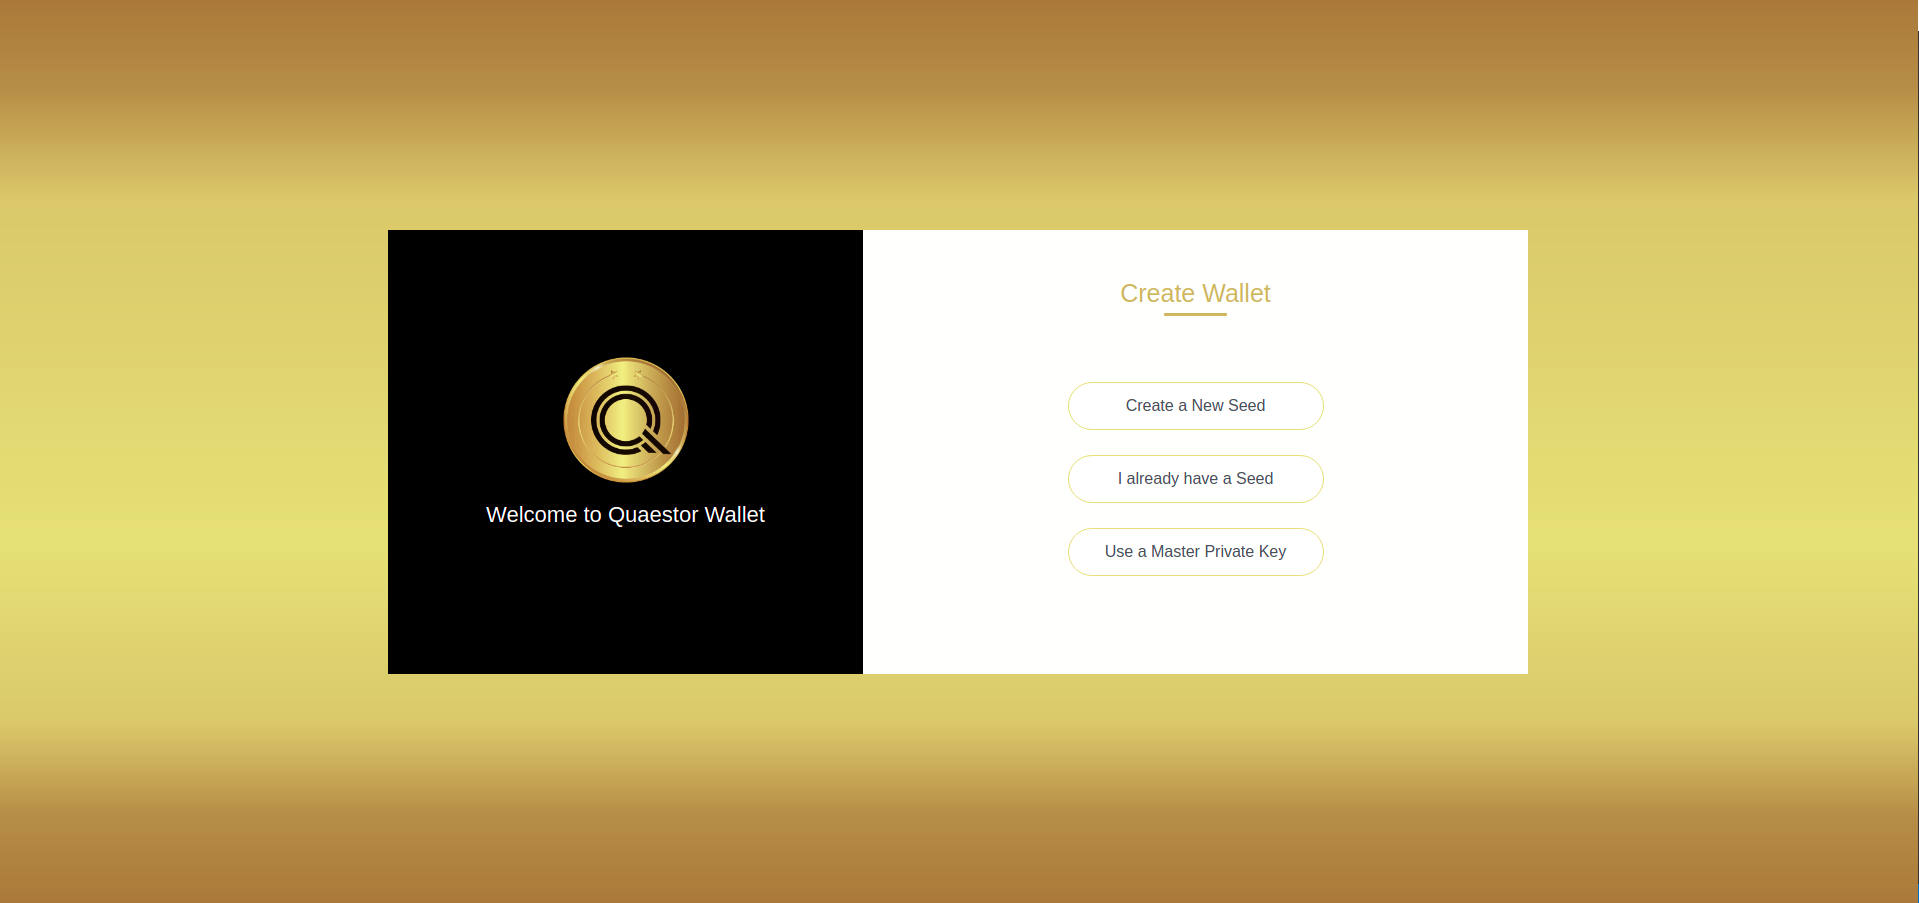 Welcome to Quaestor Wallet
Create Wallet
Create a New Seed
I already have a Seed
Use a Master Private Key